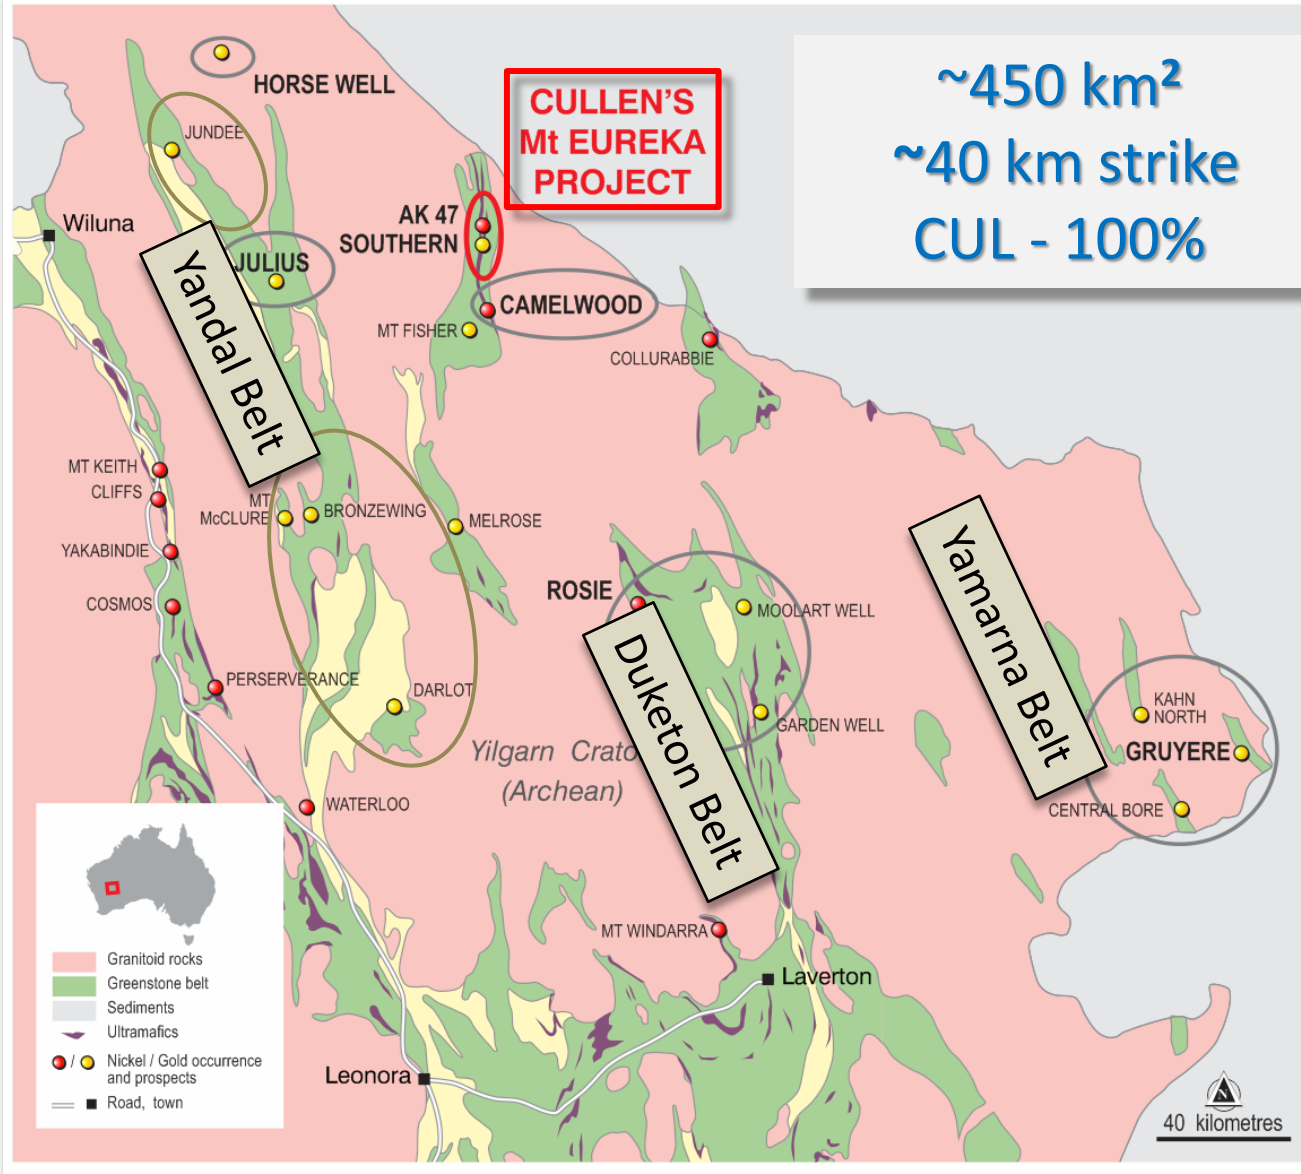 HORSE WELL
JUNDEE
CULLEN'S
Mt EUREKA
PROJECT
~450 km²
~40 km strike
CUL - 100%
Wiluna
AK 47
SOUTHERN
JULIUS
Yandal Belt
CAMELWOOD
MT FISHER
COLLURABBIE
MT KEITH
CLIFFS
MT
McCLURE
BRONZEWING
MELROSE
YAKABINDIE
COSMOS
ROSIE
MOOLART WELL
Duketon Belt
Yamarna Belt
PERSERVERANCE
DARLOT
GARDEN WELL
KAHN
NORTH
GRUYERE
CENTRAL BORE
Yilgarn Crato
(Archean)
WATERLOO
MT WINDARRA
Laverton
Leonora
Granitoid rocks
Greenstone belt
Sediments
Ultramafics
/ Nickel / Gold occurrence
and prospects
Road, town
N
40 kilometres